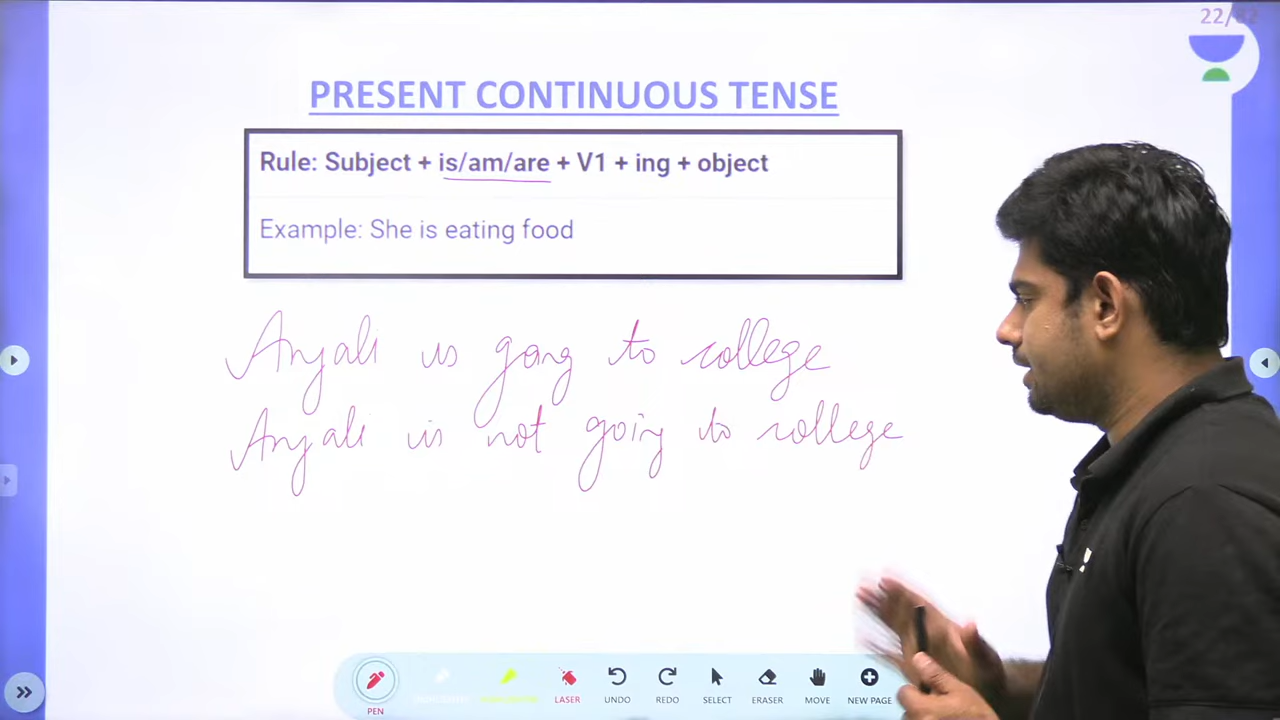 22/62
PRESENT CONTINUOUS TENSE
Rule: Subject + is/am/are + V1 + ing + object
Example: She is eating food
Anjali is going to college
Anjali is not going to college
PEN
LASER
UNDO
REDO
SELECT
ERASER
MOVE
NEW PAGE